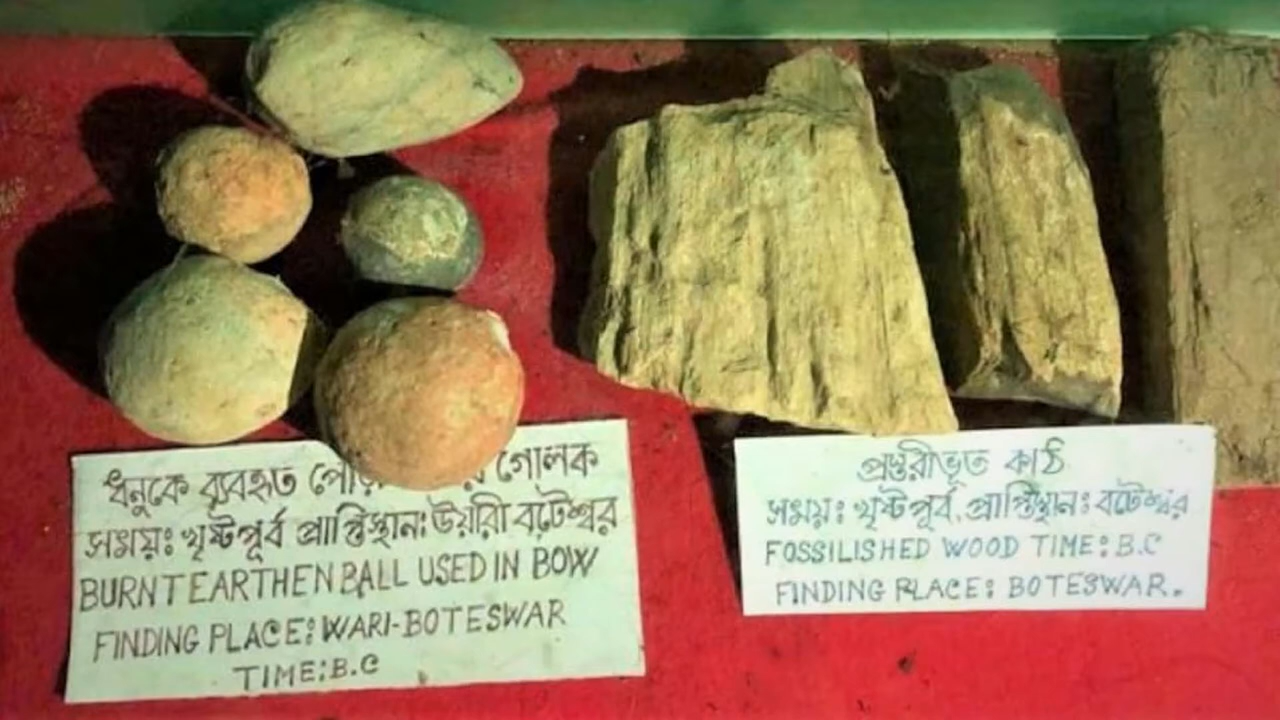 ধনুকে ব্যবহৃত গোলক
সময়ঃ খৃষ্টপূর্ব প্রাপ্তিস্থানঃ উয়ারী বটেশ্বর
BURNT EARTHEN BALL USED IN BOW
FINDING PLACE: WARI-BOTESWAR
TIME: B.C
প্রস্তরীভূত কাঠ
সময়ঃ খৃষ্টপূর্ব, প্রাপ্তিস্থানঃ বটেশ্বর
FOSSILISHED WOOD TIME: B.C
FINDING PLACE: BOTESWAR.